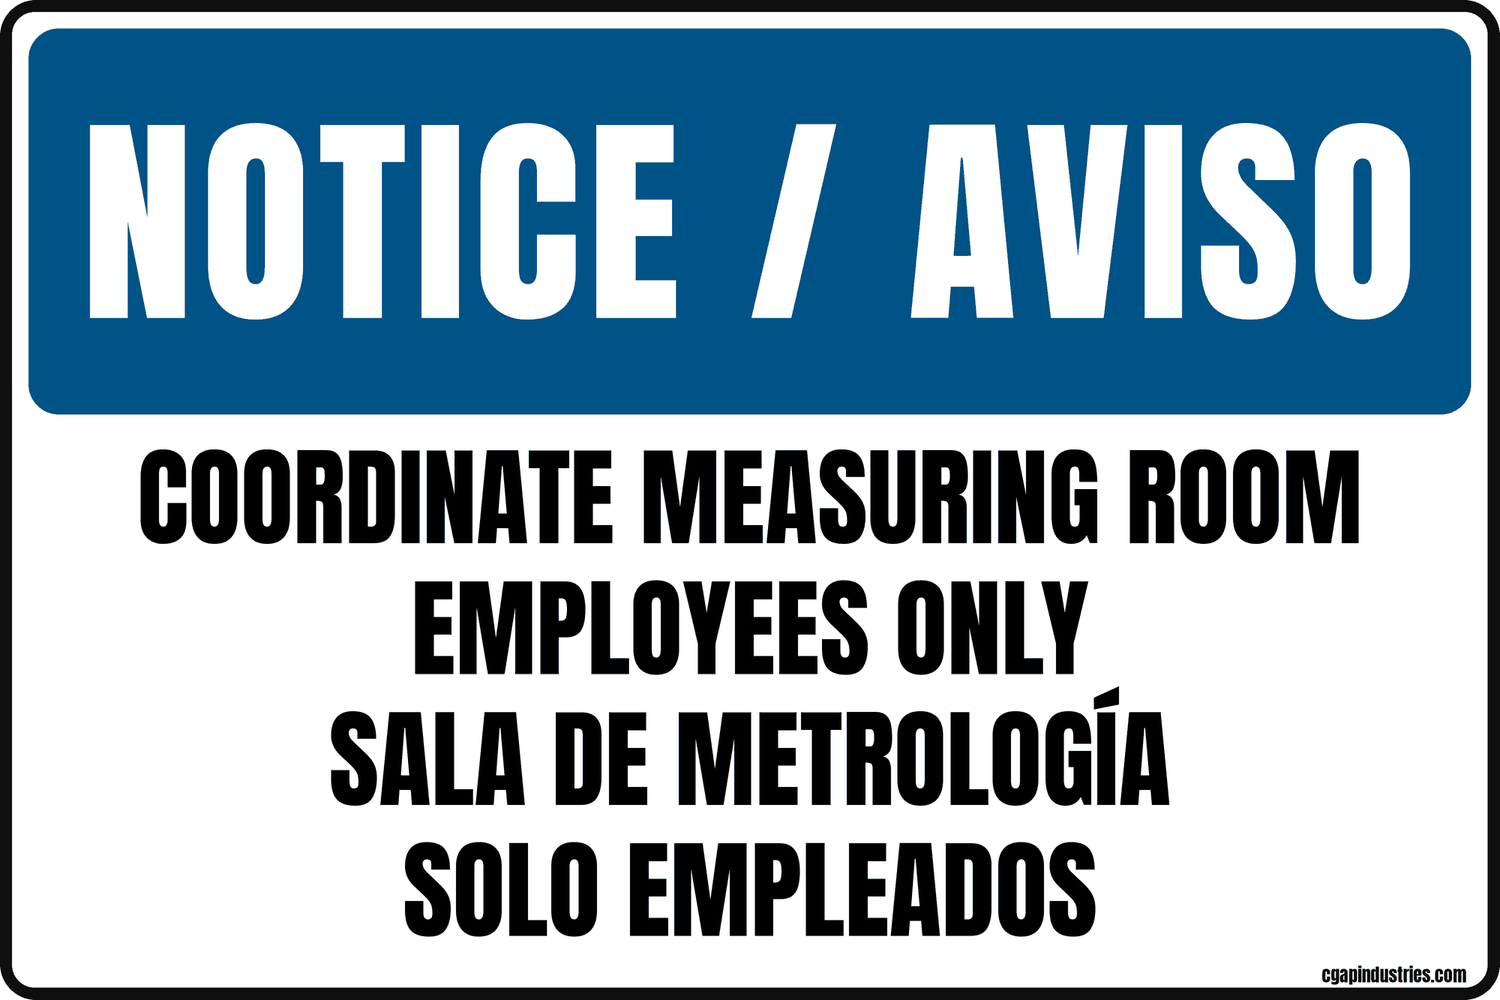 NOTICE / AVISO
COORDINATE MEASURING ROOM
EMPLOYEES ONLY
SALA DE METROLOGÍA
SOLO EMPLEADOS
cgapindustries.com